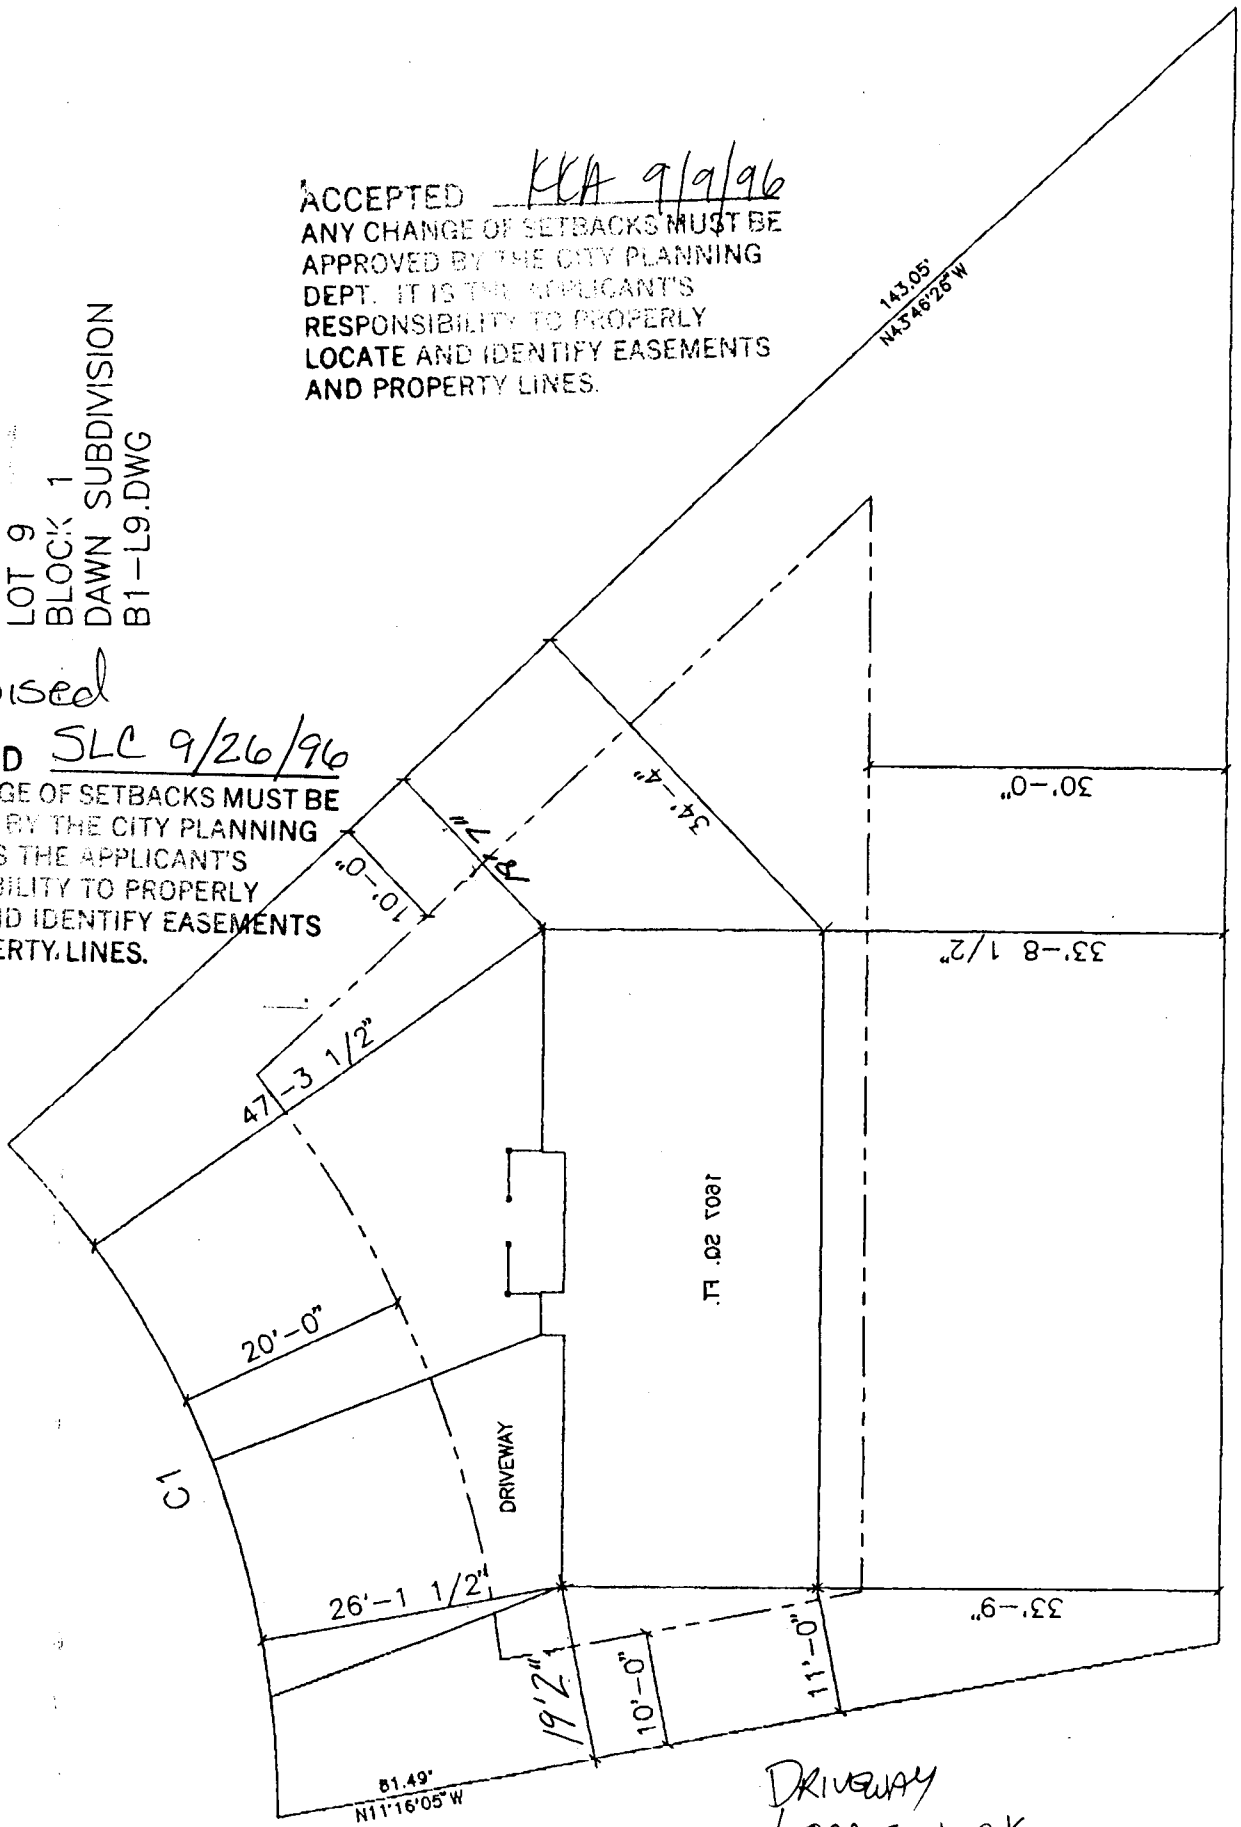 ACCEPTED KKA 9/9/96
ANY CHANGE OF SETBACKS MUST BE
APPROVED BY THE CITY PLANNING
DEPT. IT IS THE APPLICANT'S
RESPONSIBILITY TO PROPERLY
LOCATE AND IDENTIFY EASEMENTS
AND PROPERTY LINES.
LOT 9
BLOCK 1
DAWN SUBDIVISION
B1-L9.DWG
ised
D SLC 9/26/96
GE OF SETBACKS MUST BE
BY THE CITY PLANNING
S THE APPLICANT'S
BILITY TO PROPERLY
ND IDENTIFY EASEMENTS
ERTY LINES.
143.05'
N43°46'26"W
34'-4"
30'-0"
10'-0"
33'-8 1/2"
47'-3 1/2"
1607 SQ. FT.
20'-0"
C1
DRIVEWAY
26'-1 1/2"
33'-9"
19'2"
10'-0"
11'-0"
81.49'
N11°16'05"W
DRIVEWAY